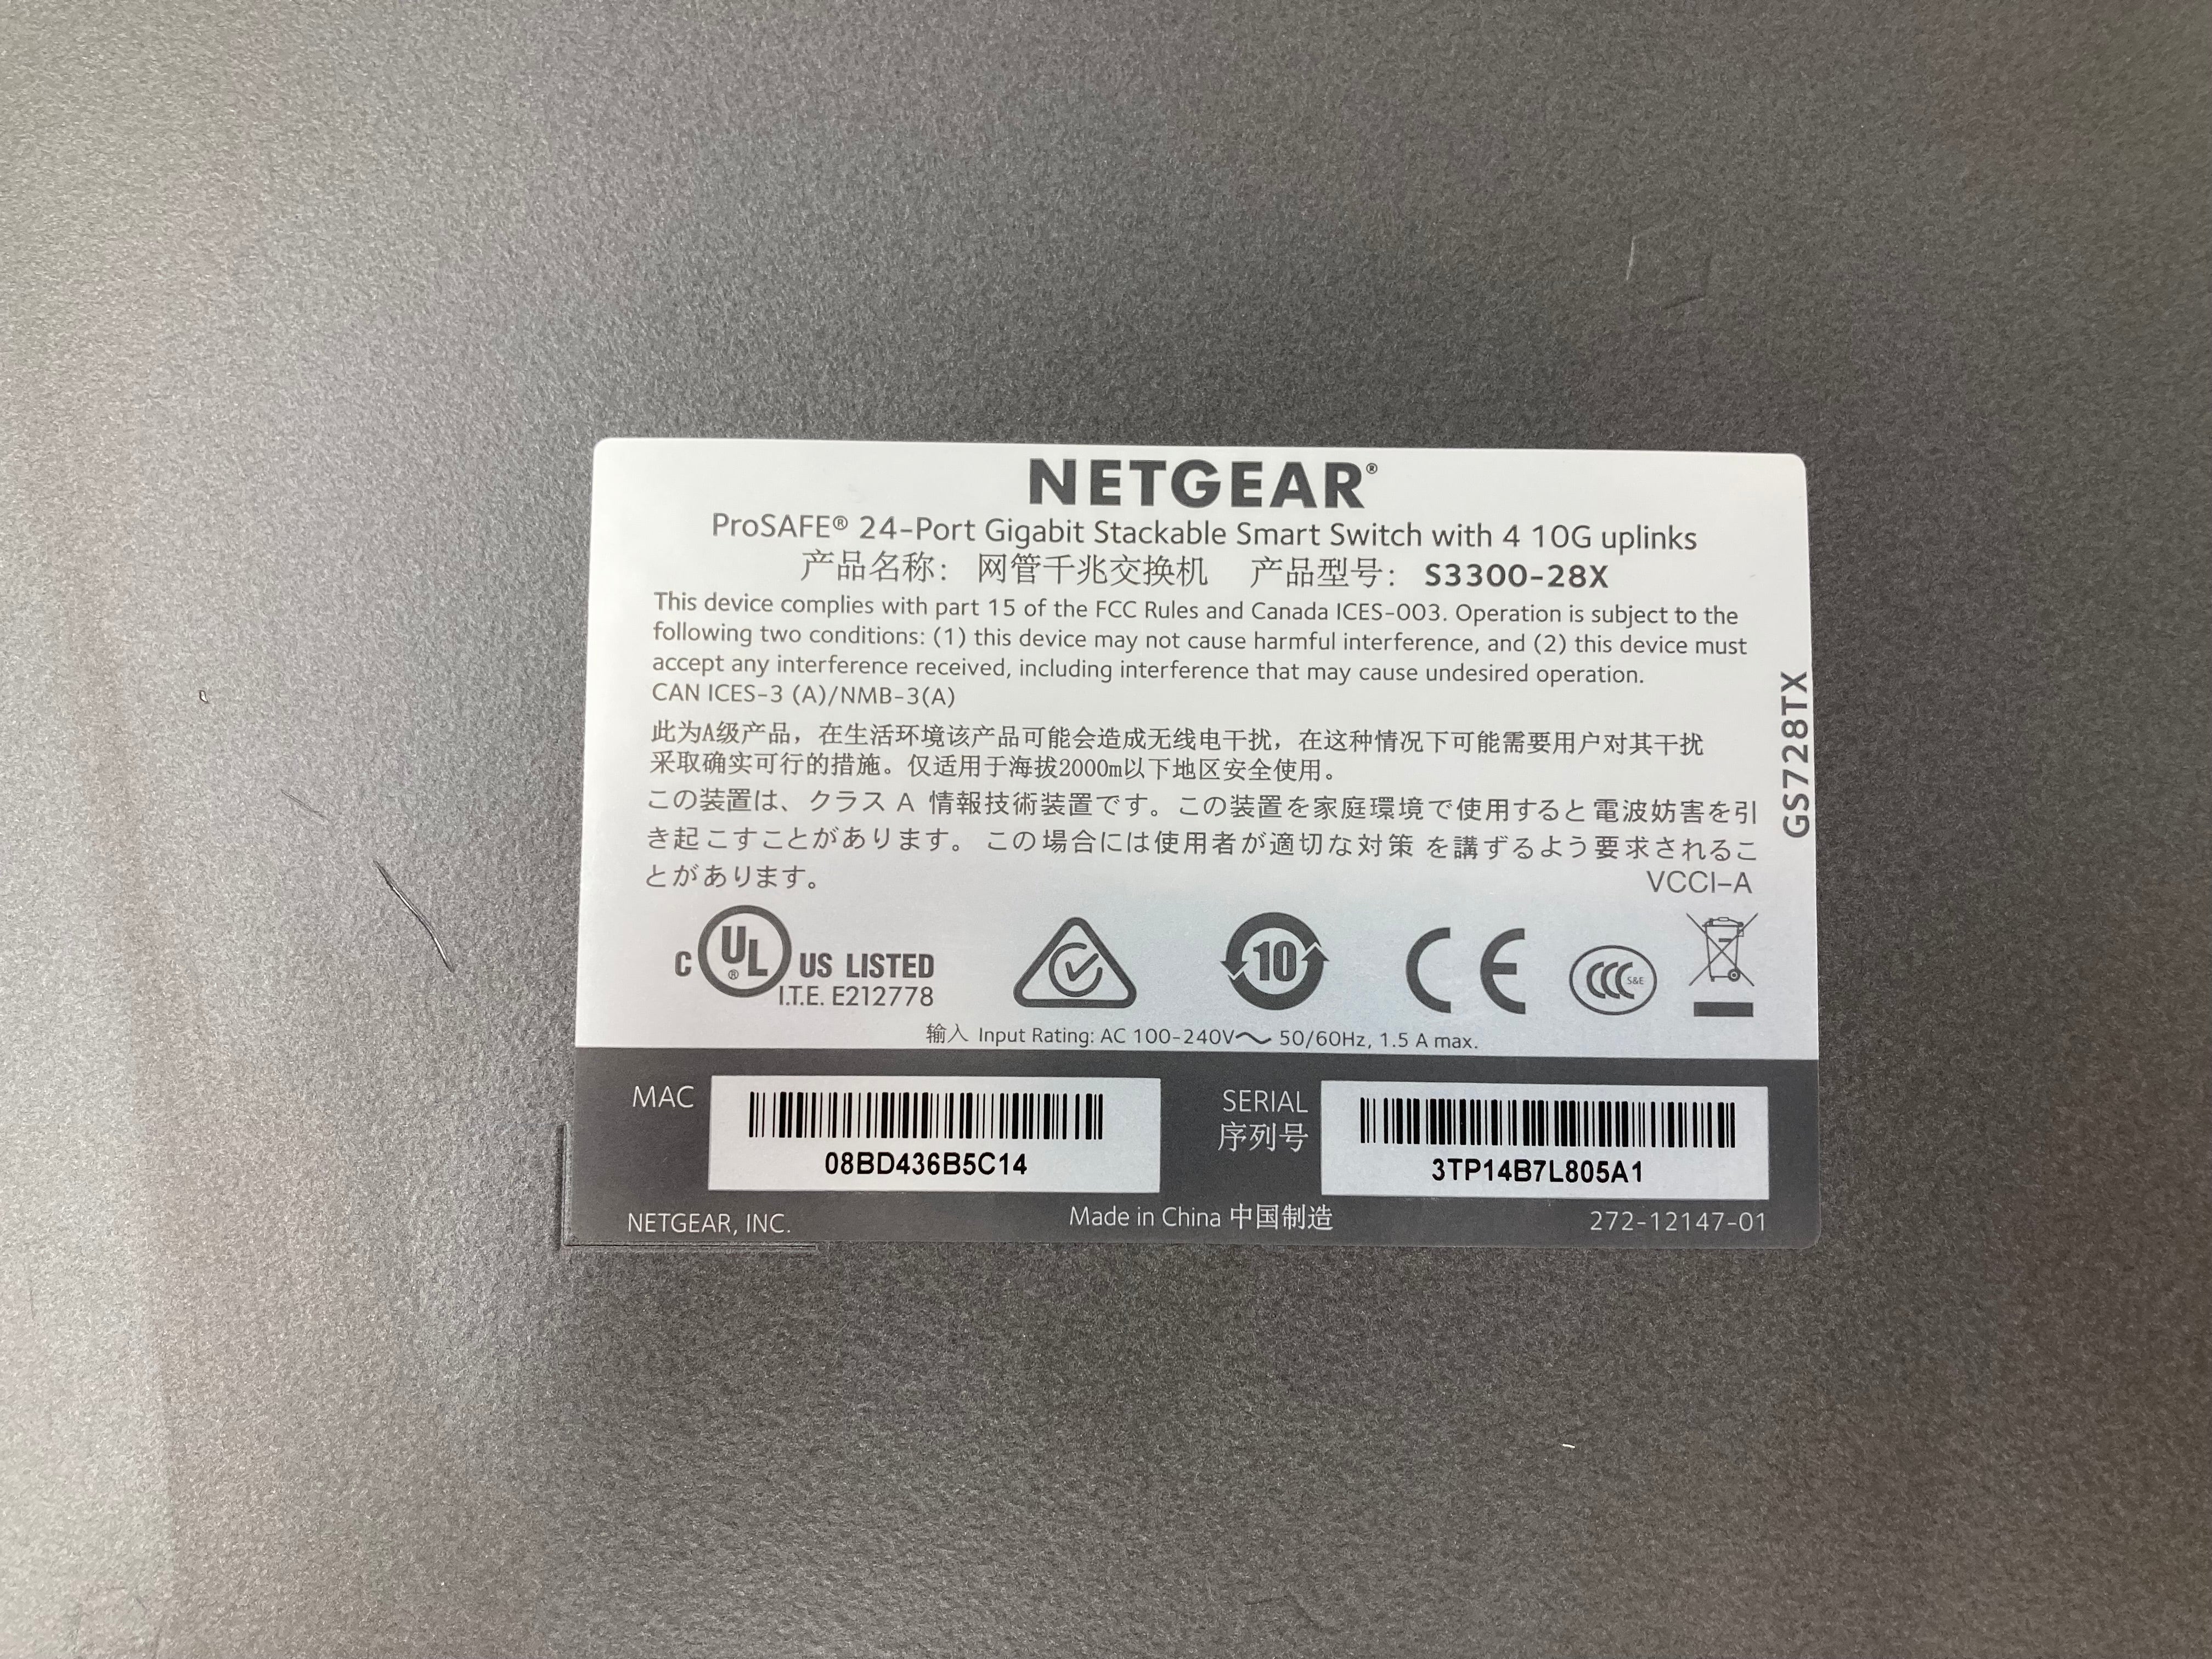 NETGEAR®
ProSAFE® 24-Port Gigabit Stackable Smart Switch with 4 10G uplinks
产品名称： 网管千兆交换机 产品型号： S3300-28X
This device complies with part 15 of the FCC Rules and Canada ICES-003. Operation is subject to the
following two conditions: (1) this device may not cause harmful interference, and (2) this device must
accept any interference received, including interference that may cause undesired operation.
CAN ICES-3 (A)/NMB-3(A)
此为A级产品，在生活环境该产品可能会造成无线电干扰，在这种情况下可能需要用户对其干扰
采取确实可行的措施。仅适用于海拔2000m以下地区安全使用。
この装置は、クラス A 情報技術装置です。この装置を家庭環境で使用すると電波妨害を引
き起こすことがあります。 この場合には使用者が適切な対策 を講ずるよう要求されるこ
とがあります。
VCCI-A
GS728TX
C UL® US LISTED
I.T.E. E212778
10
CE
CCC S&E
输入 Input Rating: AC 100-240V～ 50/60Hz, 1.5 A max.
MAC
08BD436B5C14
SERIAL
序列号
3TP14B7L805A1
NETGEAR, INC.
Made in China 中国制造
272-12147-01